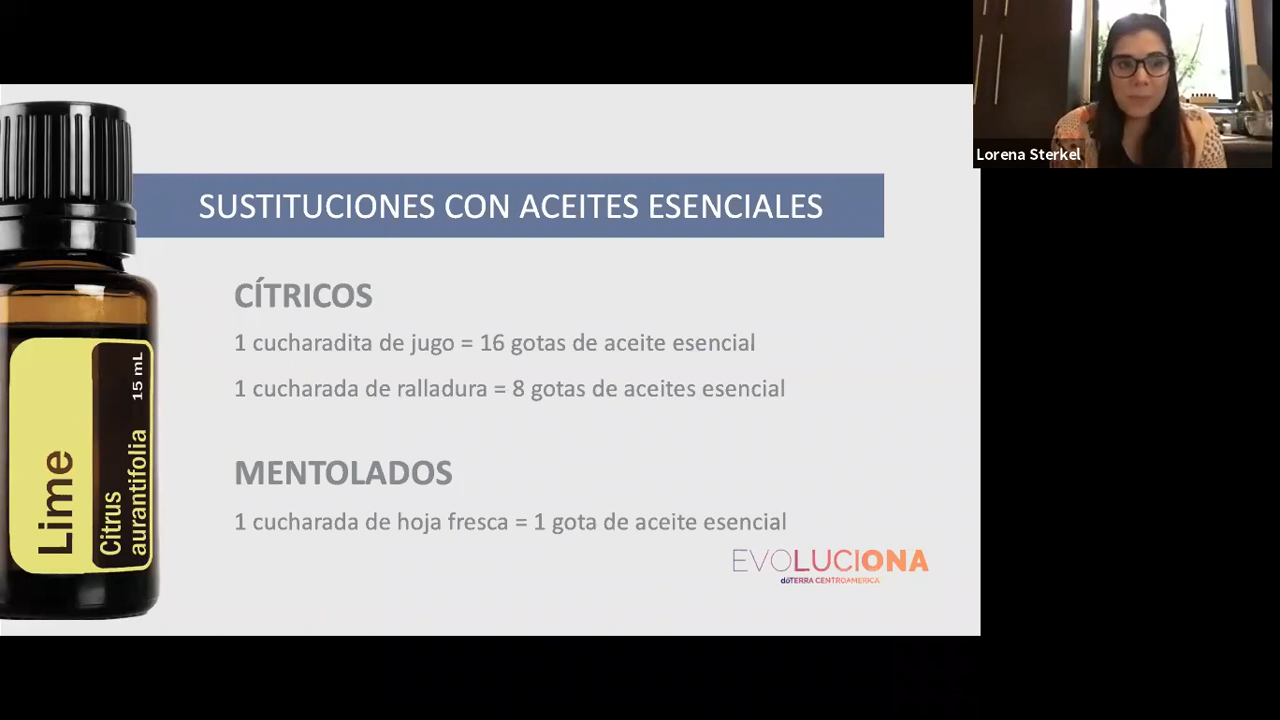 Lorena Sterkel
SUSTITUCIONES CON ACEITES ESENCIALES
CÍTRICOS
1 cucharadita de jugo = 16 gotas de aceite esencial
1 cucharada de ralladura = 8 gotas de aceites esencial
MENTOLADOS
1 cucharada de hoja fresca = 1 gota de aceite esencial
EVOLUCIONA
dōTERRA CENTROAMERICA
Lime
Citrus
aurantifolia 15 mL